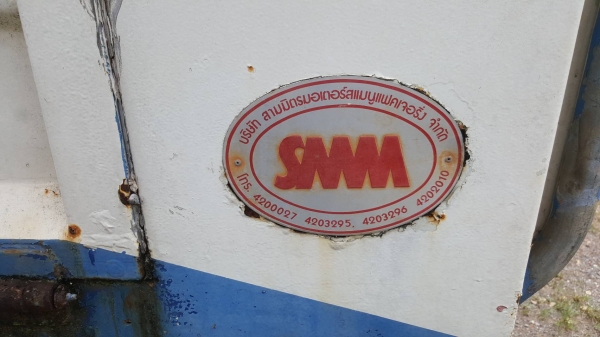 บริษัท สามมิตรมอเตอร์สแมนูแฟคเจอริ่ง จำกัด
SMM
โทร. 4200027 4203295, 4203296 4202010